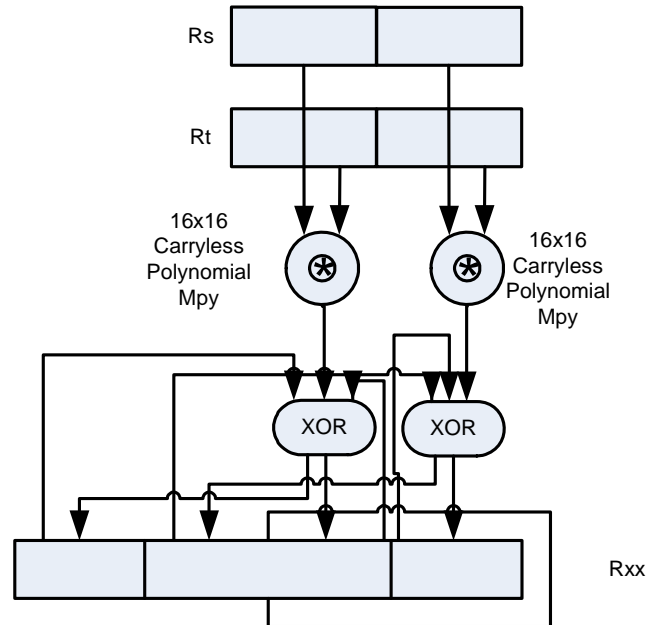 Rs
Rt
16x16
Carryless
Polynomial
Mpy
16x16
Carryless
Polynomial
Mpy
*
*
XOR
XOR
Rxx